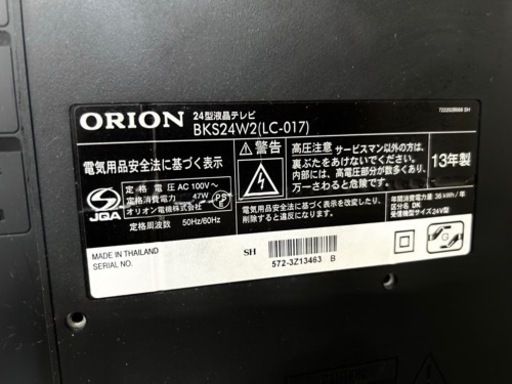 ORION 24型液晶テレビ
BKS24W2(LC-017)
電気用品安全法に基づく表示
JQA
定格電圧 AC 100V~
定格消費電力 47W
オリオン電機株式会社
定格周波数 50Hz/60Hz
PS E
⚠警告
高圧注意 サービスマン以外の方は、
裏ぶたをあけないでください。
内部には、高電圧部分が数多く、
万一さわると危険です。
電気用品安全法に基づく表示を改変したり、
削除すると違反になります。
13年製
年間消費電力量 36 kWh/年
区分名 DK
受信機型サイズ 24V型
MADE IN THAILAND
SERIAL NO.
SH
572-3Z13463 B